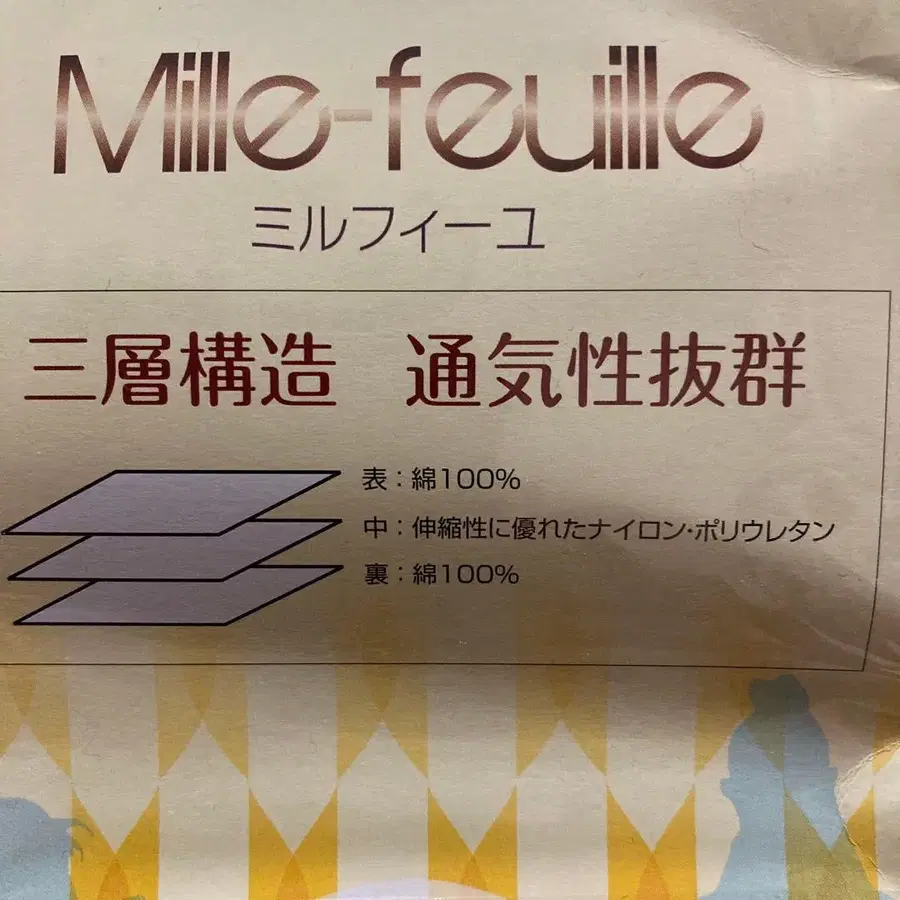 Mille-feuille
ミルフィーユ
三層構造 通気性抜群
表：綿100%
中：伸縮性に優れたナイロン・ポリウレタン
裏：綿100%